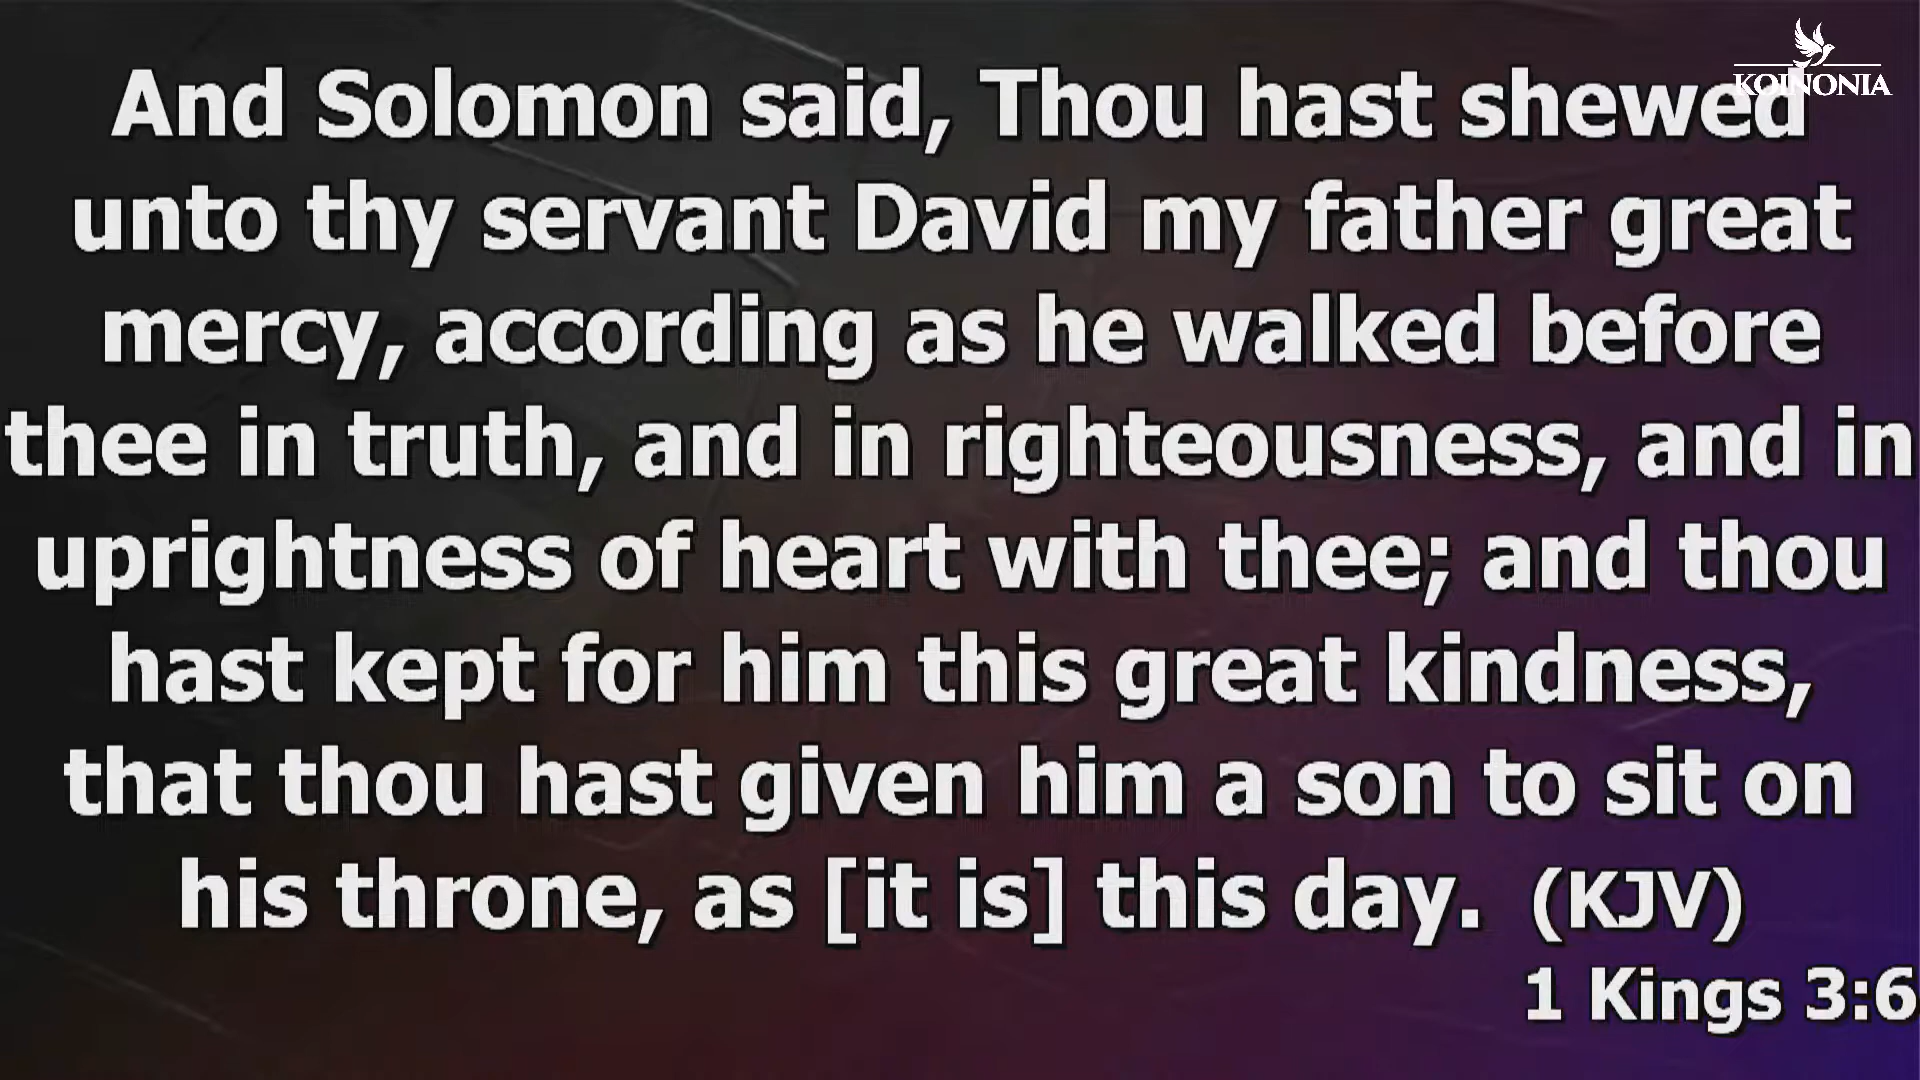 KOINONIA
And Solomon said, Thou hast shewed
unto thy servant David my father great
mercy, according as he walked before
thee in truth, and in righteousness, and in
uprightness of heart with thee; and thou
hast kept for him this great kindness,
that thou hast given him a son to sit on
his throne, as [it is] this day. (KJV)
1 Kings 3:6